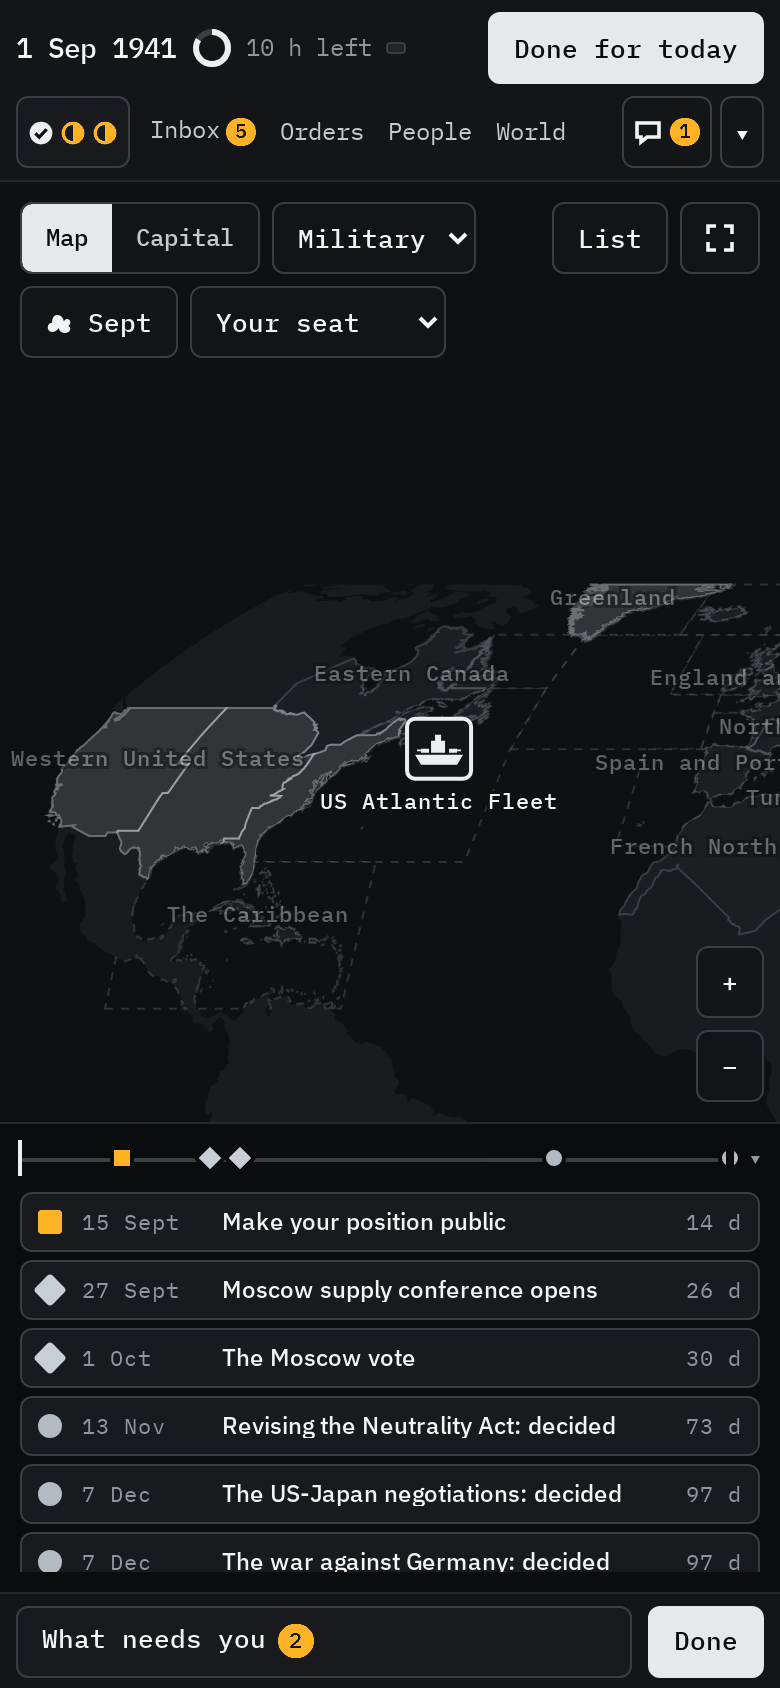 1 Sep 1941 10 h left Done for today
Inbox 5 Orders People World 1
Map Capital Military List
Sept Your seat
Greenland
Eastern Canada
England a
North
Western United States
Spain and Por
US Atlantic Fleet
Tu
French North
The Caribbean
+
−
15 Sept Make your position public 14 d
27 Sept Moscow supply conference opens 26 d
1 Oct The Moscow vote 30 d
13 Nov Revising the Neutrality Act: decided 73 d
7 Dec The US-Japan negotiations: decided 97 d
7 Dec The war against Germany: decided 97 d
What needs you 2 Done